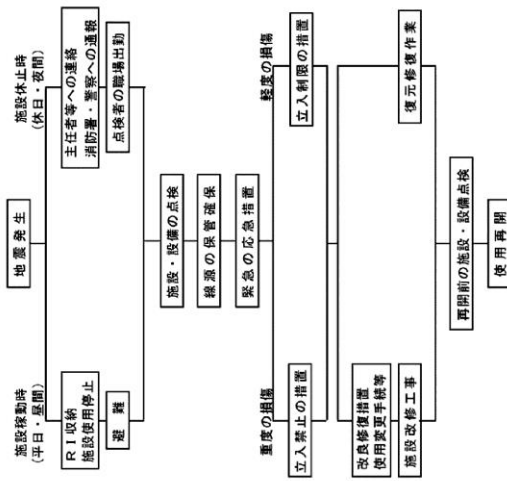 地震発生
施設稼動時
(平日・昼間)
施設休止時
(休日・夜間)
RI収納
施設使用停止
主任者等への連絡
消防署・警察への通報
避難
点検者の職場出勤
施設・設備の点検
線源の保管確保
緊急の応急措置
重度の損傷
軽度の損傷
立入禁止の措置
立入制限の措置
改良修復措置
使用変更手続等
施設改修工事
復元修復作業
再開前の施設・設備点検
使用再開